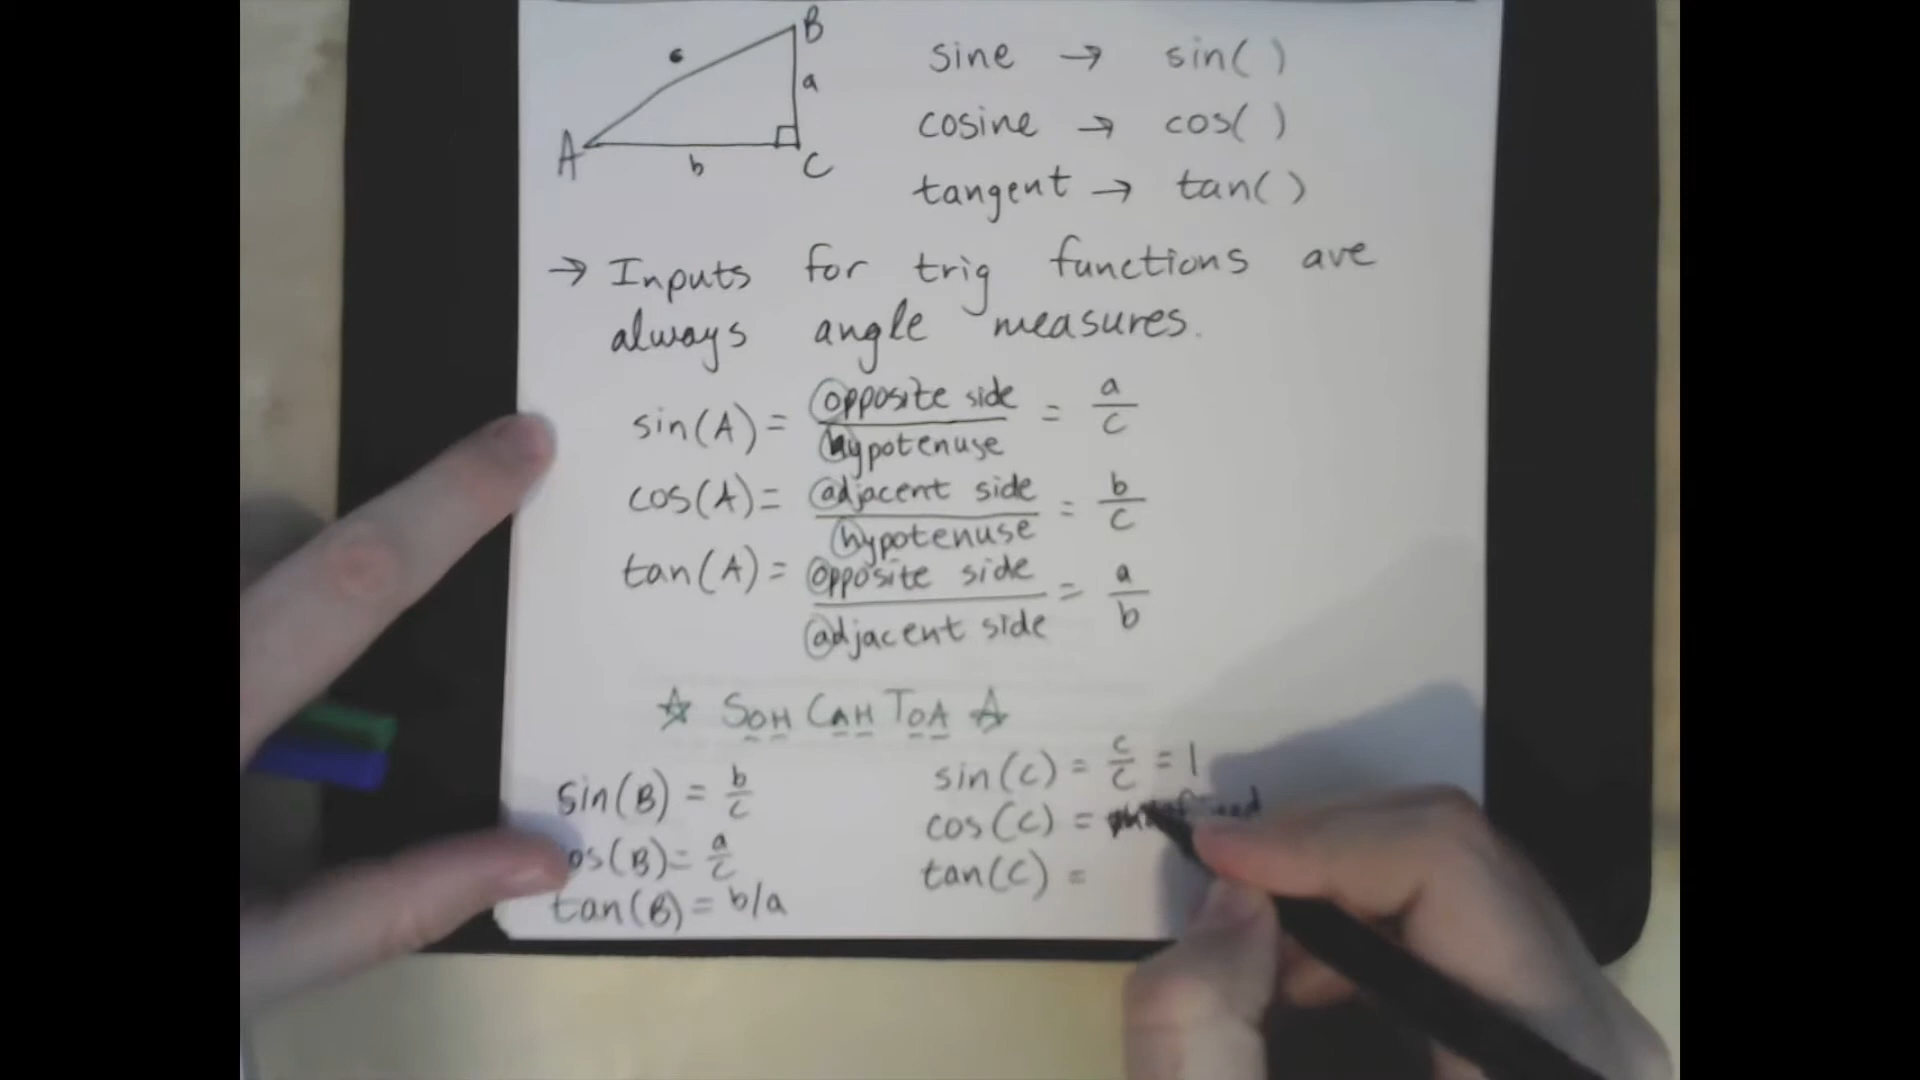 B
c
a
A
b
C
sine → sin( )
cosine → cos( )
tangent → tan( )
→ Inputs for trig functions are
always angle measures.
sin(A) = opposite side / hypotenuse = a/c
cos(A) = adjacent side / hypotenuse = b/c
tan(A) = opposite side / adjacent side = a/b
☆ SOH CAH TOA ☆
sin(B) = b/c
cos(B) = a/c
tan(B) = b/a
sin(C) = c/c = 1
cos(C) =
tan(C) =